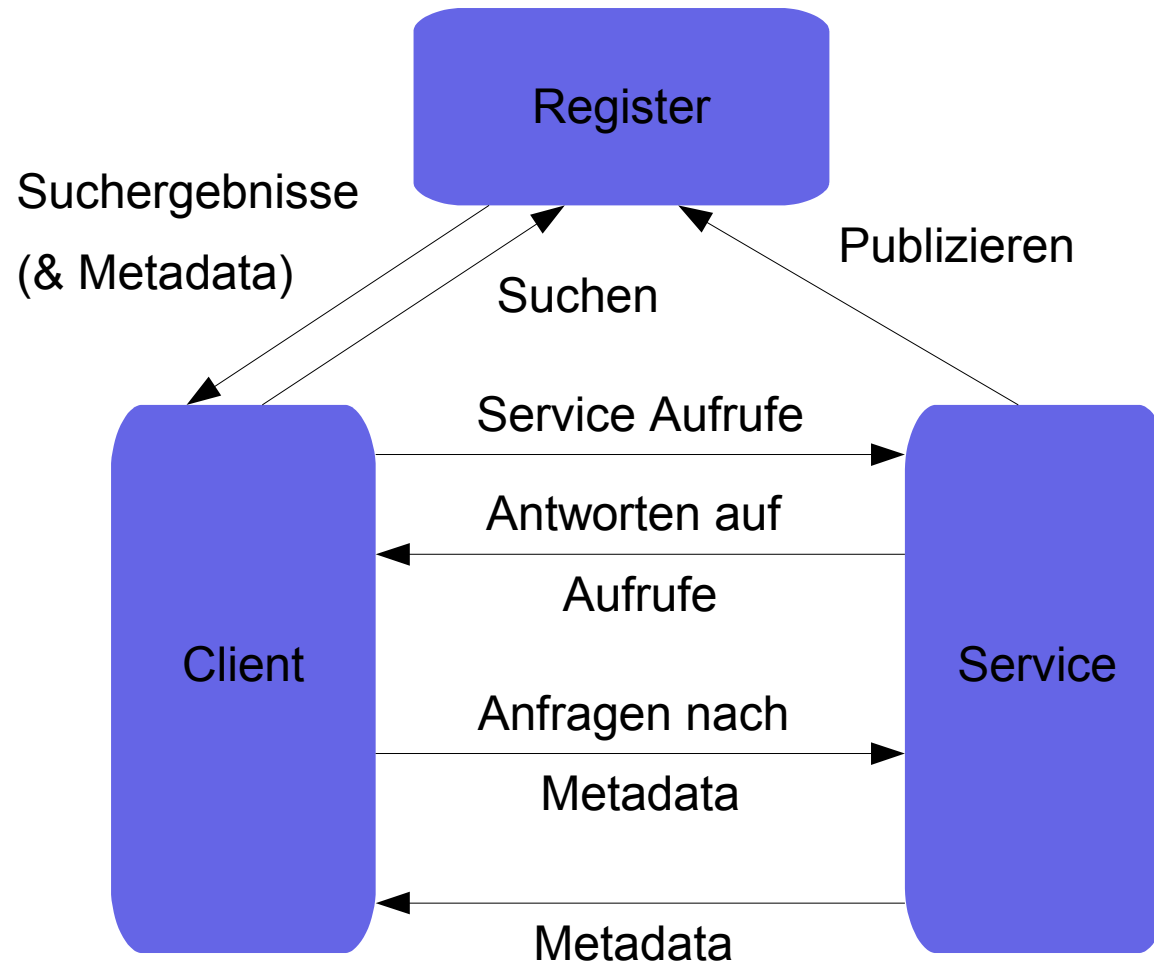 Register
Suchergebnisse
(& Metadata)
Publizieren
Suchen
Service Aufrufe
Antworten auf
Aufrufe
Client
Service
Anfragen nach
Metadata
Metadata